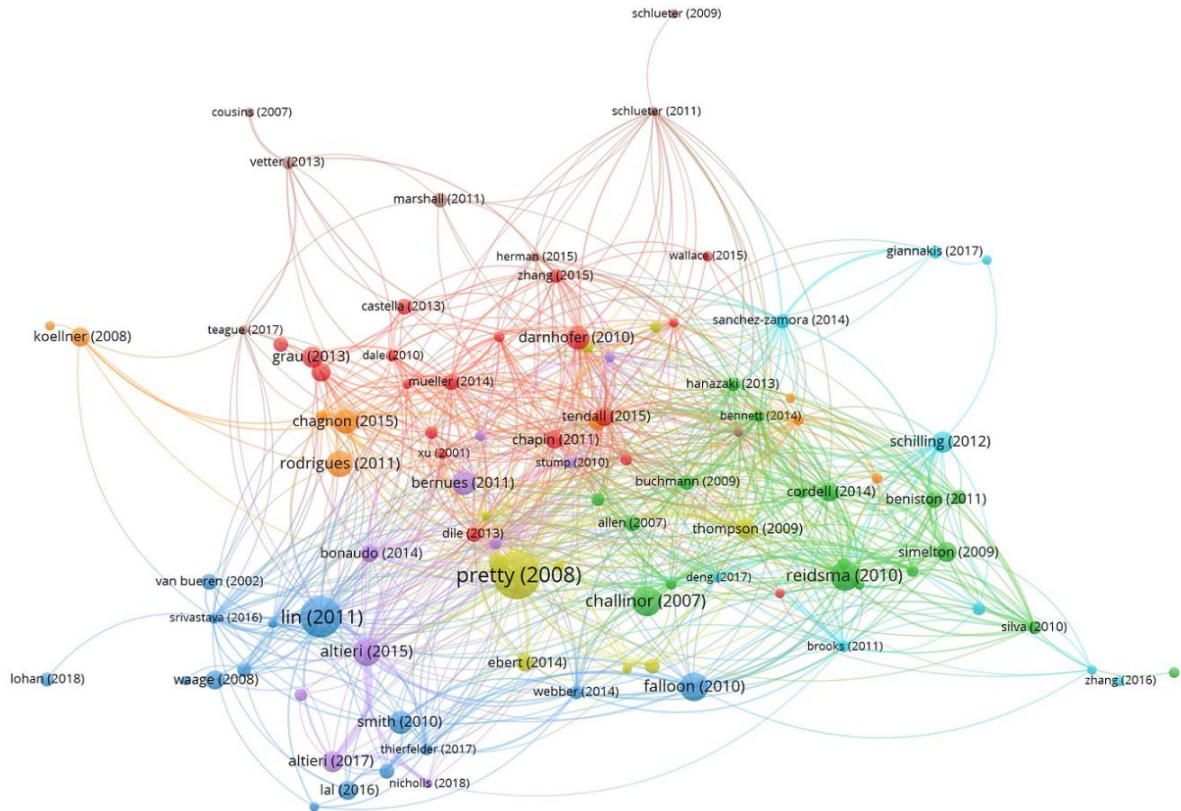 schlueter (2009)
cousins (2007)
schlueter (2011)
vetter (2013)
marshall (2011)
herman (2015)
wallace (2015)
giannakis (2017)
zhang (2015)
castella (2013)
sanchez-zamora (2014)
teague (2017)
koellner (2008)
darnhofer (2010)
grau (2013)
dale (2010)
mueller (2014)
hanazaki (2013)
chagnon (2015)
tendall (2015)
bennett (2014)
chapin (2011)
schilling (2012)
xu (2001)
rodrigues (2011)
stump (2010)
bernues (2011)
buchmann (2009)
cordell (2014)
beniston (2011)
allen (2007)
thompson (2009)
dile (2013)
bonaudo (2014)
simelton (2009)
van bueren (2002)
pretty (2008)
deng (2017)
reidsma (2010)
challinor (2007)
srivastava (2016)
lin (2011)
silva (2010)
brooks (2011)
altieri (2015)
ebert (2014)
lohan (2018)
waage (2008)
zhang (2016)
webber (2014)
falloon (2010)
smith (2010)
thierfelder (2017)
altieri (2017)
nicholls (2018)
lal (2016)